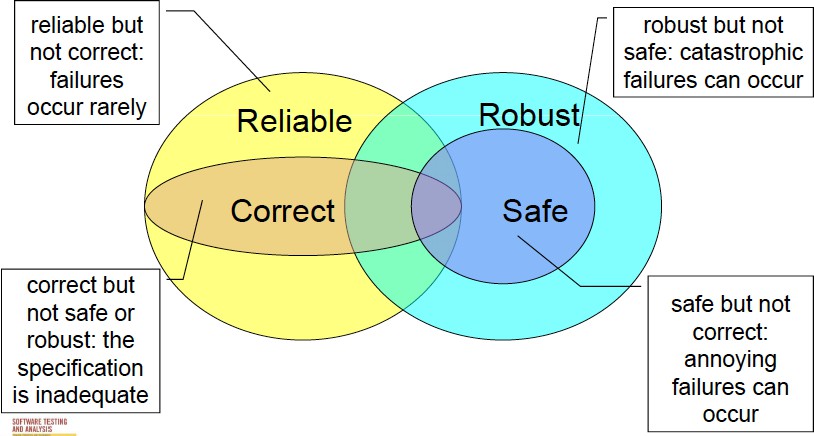 reliable but
not correct:
failures
occur rarely
robust but not
safe: catastrophic
failures can occur
Reliable
Robust
Correct
Safe
correct but
not safe or
robust: the
specification
is inadequate
safe but not
correct:
annoying
failures can
occur
SOFTWARE TESTING
AND ANALYSIS